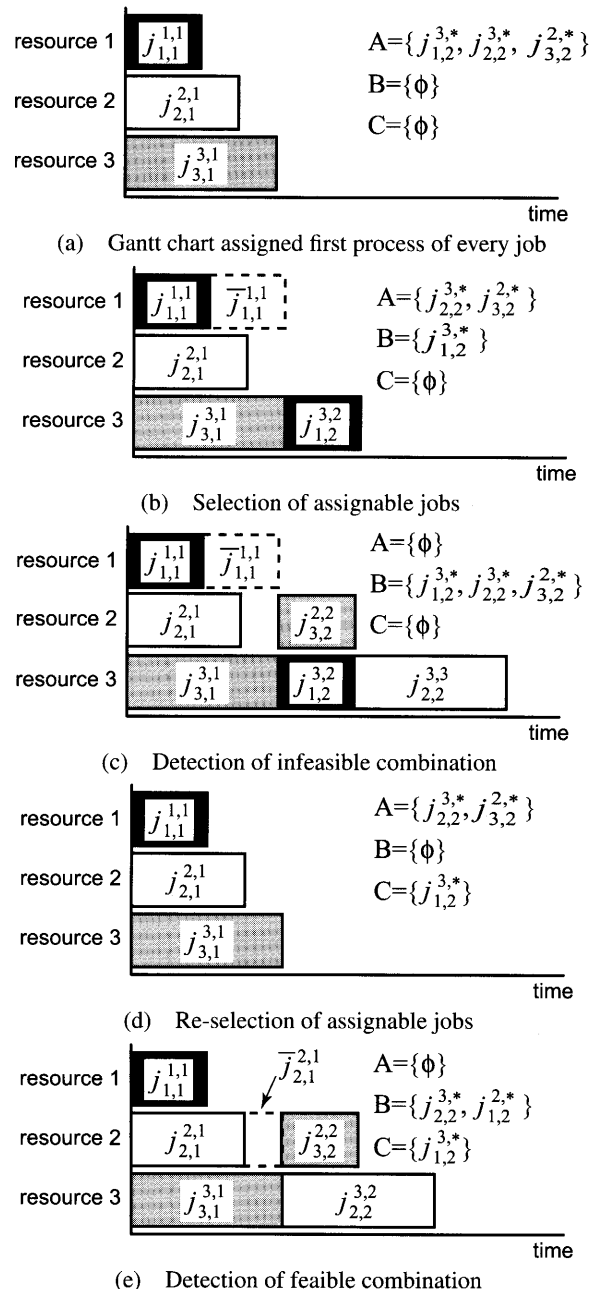 resource 1 j^{1,1}_{1,1} A={j^{3,*}_{1,2}, j^{3,*}_{2,2}, j^{2,*}_{3,2}}
resource 2 j^{2,1}_{2,1} B={ϕ}
resource 3 j^{3,1}_{3,1} C={ϕ}
time
(a) Gantt chart assigned first process of every job
resource 1 j^{1,1}_{1,1} \overline{j}^{1,1}_{1,1} A={j^{3,*}_{2,2}, j^{2,*}_{3,2}}
resource 2 j^{2,1}_{2,1} B={j^{3,*}_{1,2}}
C={ϕ}
resource 3 j^{3,1}_{3,1} j^{3,2}_{1,2}
time
(b) Selection of assignable jobs
resource 1 j^{1,1}_{1,1} \overline{j}^{1,1}_{1,1} A={ϕ}
B={j^{3,*}_{1,2}, j^{3,*}_{2,2}, j^{2,*}_{3,2}}
resource 2 j^{2,1}_{2,1} j^{2,2}_{3,2} C={ϕ}
resource 3 j^{3,1}_{3,1} j^{3,2}_{1,2} j^{3,3}_{2,2}
time
(c) Detection of infeasible combination
resource 1 j^{1,1}_{1,1} A={j^{3,*}_{2,2}, j^{2,*}_{3,2}}
B={ϕ}
resource 2 j^{2,1}_{2,1} C={j^{3,*}_{1,2}}
resource 3 j^{3,1}_{3,1}
time
(d) Re-selection of assignable jobs
resource 1 j^{1,1}_{1,1} \overline{j}^{2,1}_{2,1} A={ϕ}
B={j^{3,*}_{2,2}, j^{2,*}_{1,2}}
resource 2 j^{2,1}_{2,1} j^{2,2}_{3,2} C={j^{3,*}_{1,2}}
resource 3 j^{3,1}_{3,1} j^{3,2}_{2,2}
time
(e) Detection of feaible combination